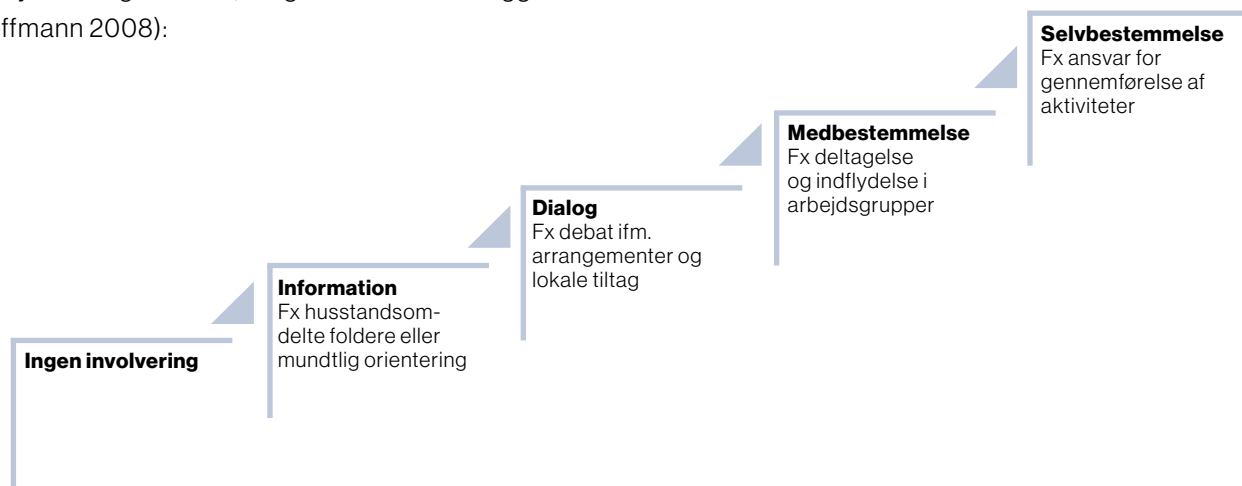 ffmann 2008):
Selvbestemmelse
Fx ansvar for
gennemførelse af
aktiviteter
Medbestemmelse
Fx deltagelse
og indflydelse i
arbejdsgrupper
Dialog
Fx debat ifm.
arrangementer og
lokale tiltag
Information
Fx husstandsom-
delte foldere eller
mundtlig orientering
Ingen involvering